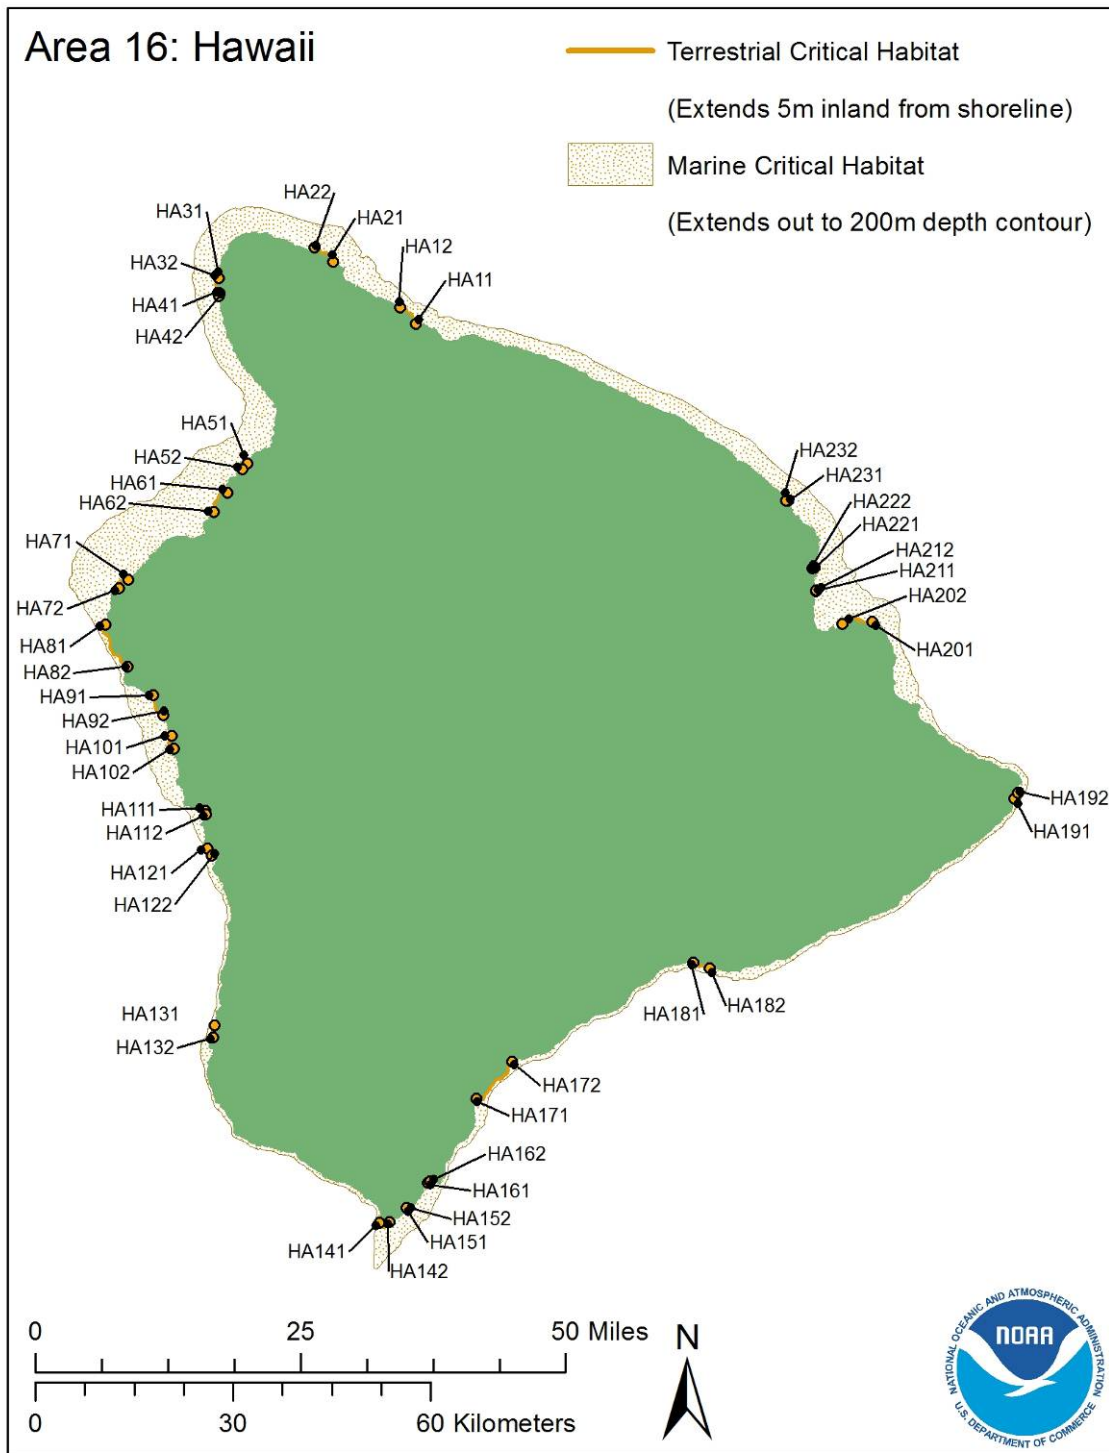 Area 16: Hawaii
Terrestrial Critical Habitat
(Extends 5m inland from shoreline)
Marine Critical Habitat
(Extends out to 200m depth contour)
HA22
HA31
HA21
HA12
HA32
HA11
HA41
HA42
HA51
HA52
HA232
HA61
HA231
HA62
HA222
HA221
HA71
HA212
HA211
HA72
HA202
HA81
HA201
HA82
HA91
HA92
HA101
HA102
HA192
HA111
HA112
HA191
HA121
HA122
HA181
HA182
HA131
HA132
HA172
HA171
HA162
HA161
HA152
HA151
HA141
HA142
0 25 50 Miles
0 30 60 Kilometers
N
NATIONAL OCEANIC AND ATMOSPHERIC ADMINISTRATION
NOAA
U.S. DEPARTMENT OF COMMERCE